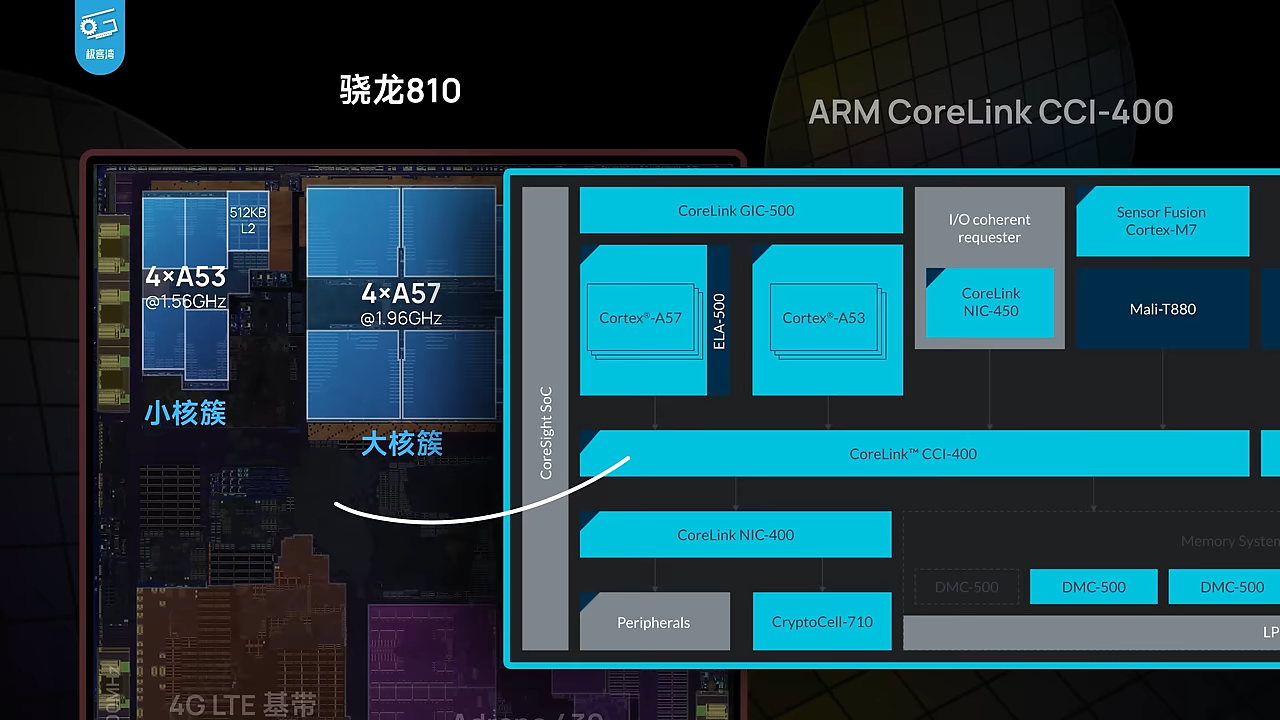 极客湾
骁龙810
ARM CoreLink CCI-400
512KB
L2
4×A53
@1.56GHz
小核簇
4×A57
@1.96GHz
大核簇
4G LTE 基带
CoreSight SoC
CoreLink GIC-500
Cortex®-A57
ELA-500
Cortex®-A53
I/O coherent
requester
CoreLink
NIC-450
Sensor Fusion
Cortex-M7
Mali-T880
CoreLink™ CCI-400
CoreLink NIC-400
Memory System
DMC-500
DMC-500
DMC-500
Peripherals
CryptoCell-710
LP